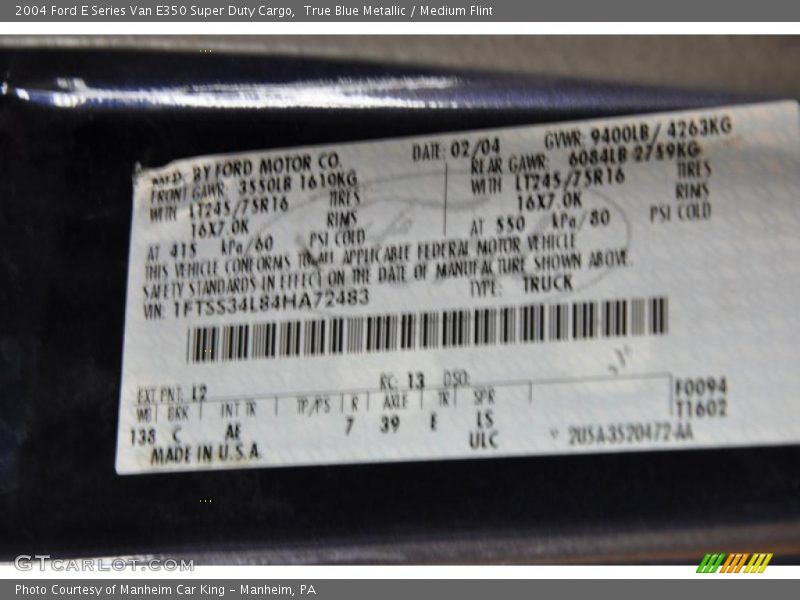 2004 Ford E Series Van E350 Super Duty Cargo,  True Blue Metallic / Medium Flint
MFD. BY FORD MOTOR CO.
DATE: 02/04
GVWR: 9400LB/ 4263KG
FRONT GAWR: 3550LB 1610KG
REAR GAWR: 6084LB 2759KG
WITH LT245/75R16 TIRES
WITH LT245/75R16 TIRES
16X7.0K RIMS
16X7.0K RIMS
AT 415 kPa/60 PSI COLD
AT 550 kPa/80 PSI COLD
THIS VEHICLE CONFORMS TO ALL APPLICABLE FEDERAL MOTOR VEHICLE
SAFETY STANDARDS IN EFFECT ON THE DATE OF MANUFACTURE SHOWN ABOVE.
VIN: 1FTSS34L84HA72483
TYPE: TRUCK
EXT PNT: L2 RC: 13 DSO:
WB BRK INT TR TP/PS R AXLE TR SPR
F0094
T1602
138 C AE 7 39 E LS
ULC
MADE IN U.S.A.
2U5A-3520472-AA
GTCarLot.com
Photo Courtesy of Manheim Car King - Manheim, PA